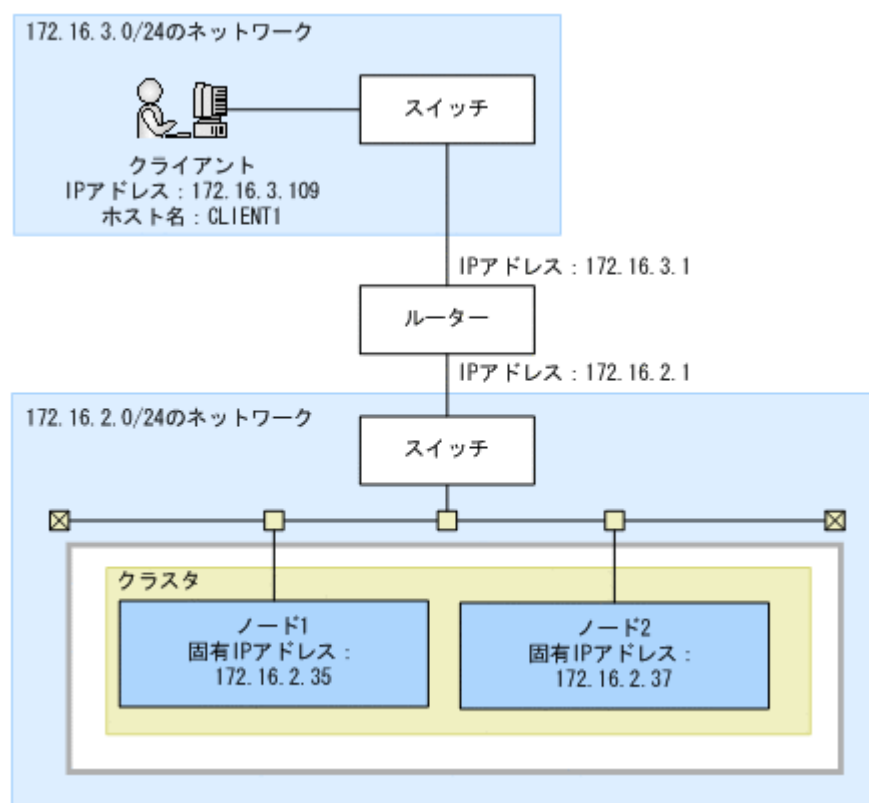 172.16.3.0/24のネットワーク
スイッチ
クライアント
IPアドレス：172.16.3.109
ホスト名：CLIENT1
IPアドレス：172.16.3.1
ルーター
IPアドレス：172.16.2.1
172.16.2.0/24のネットワーク
スイッチ
クラスタ
ノード1
固有IPアドレス：
172.16.2.35
ノード2
固有IPアドレス：
172.16.2.37